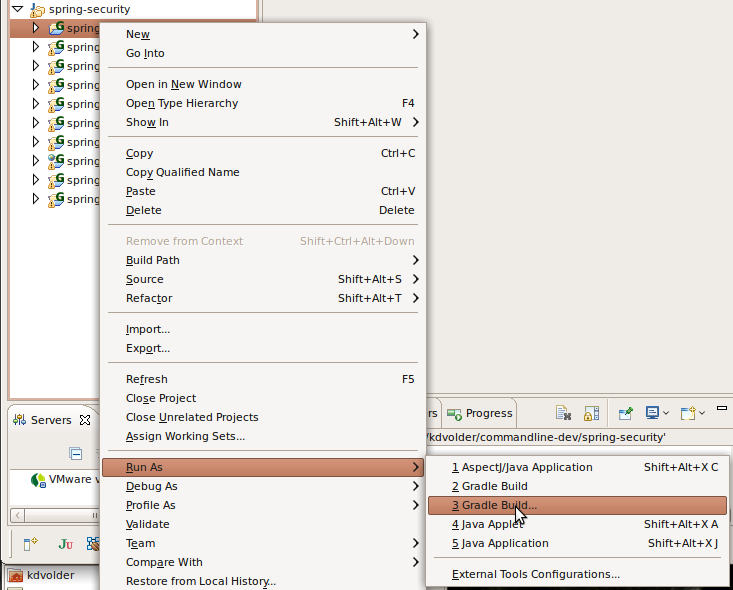 spring-security
spring
spring
spring
spring
spring
spring
spring
spring
spring
spring
New
Go Into
Open in New Window
Open Type Hierarchy F4
Show In Shift+Alt+W
Copy Ctrl+C
Copy Qualified Name
Paste Ctrl+V
Delete Delete
Remove from Context Shift+Ctrl+Alt+Down
Build Path
Source Shift+Alt+S
Refactor Shift+Alt+T
Import...
Export...
Refresh F5
Close Project
Close Unrelated Projects
Assign Working Sets...
Run As
Debug As
Profile As
Validate
Team
Compare With
Restore from Local History...
1 AspectJ/Java Application Shift+Alt+X C
2 Gradle Build
3 Gradle Build...
4 Java Applet Shift+Alt+X A
5 Java Application Shift+Alt+X J
External Tools Configurations...
Servers
VMware v
JU
kdvolder
rs
Progress
/kdvolder/commandline-dev/spring-security'